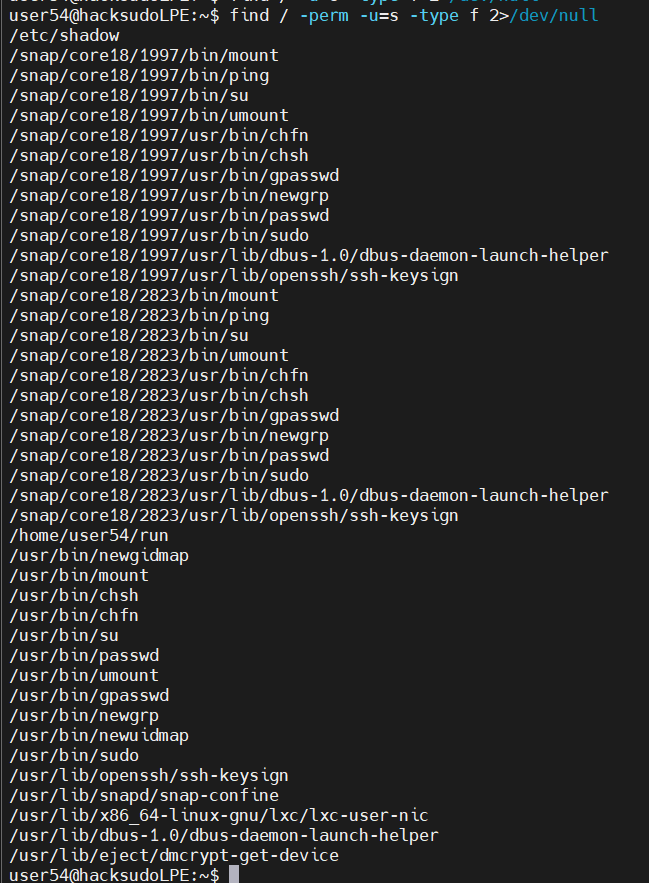 user54@hacksudoLPE:~$ find / -perm -u=s -type f 2>/dev/null
/etc/shadow
/snap/core18/1997/bin/mount
/snap/core18/1997/bin/ping
/snap/core18/1997/bin/su
/snap/core18/1997/bin/umount
/snap/core18/1997/usr/bin/chfn
/snap/core18/1997/usr/bin/chsh
/snap/core18/1997/usr/bin/gpasswd
/snap/core18/1997/usr/bin/newgrp
/snap/core18/1997/usr/bin/passwd
/snap/core18/1997/usr/bin/sudo
/snap/core18/1997/usr/lib/dbus-1.0/dbus-daemon-launch-helper
/snap/core18/1997/usr/lib/openssh/ssh-keysign
/snap/core18/2823/bin/mount
/snap/core18/2823/bin/ping
/snap/core18/2823/bin/su
/snap/core18/2823/bin/umount
/snap/core18/2823/usr/bin/chfn
/snap/core18/2823/usr/bin/chsh
/snap/core18/2823/usr/bin/gpasswd
/snap/core18/2823/usr/bin/newgrp
/snap/core18/2823/usr/bin/passwd
/snap/core18/2823/usr/bin/sudo
/snap/core18/2823/usr/lib/dbus-1.0/dbus-daemon-launch-helper
/snap/core18/2823/usr/lib/openssh/ssh-keysign
/home/user54/run
/usr/bin/newgidmap
/usr/bin/mount
/usr/bin/chsh
/usr/bin/chfn
/usr/bin/su
/usr/bin/passwd
/usr/bin/umount
/usr/bin/gpasswd
/usr/bin/newgrp
/usr/bin/newuidmap
/usr/bin/sudo
/usr/lib/openssh/ssh-keysign
/usr/lib/snapd/snap-confine
/usr/lib/x86_64-linux-gnu/lxc/lxc-user-nic
/usr/lib/dbus-1.0/dbus-daemon-launch-helper
/usr/lib/eject/dmcrypt-get-device
user54@hacksudoLPE:~$